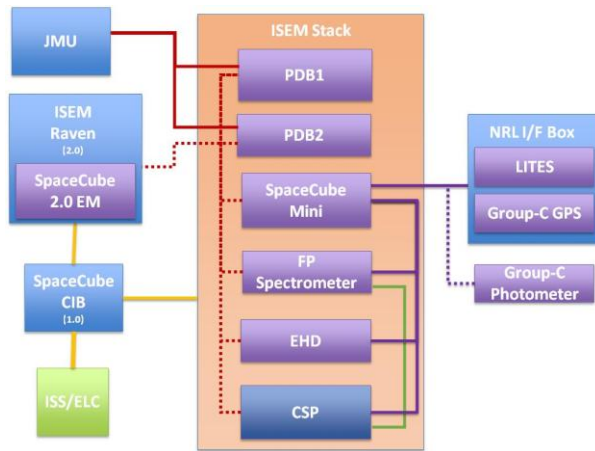 JMU
ISEM
Raven
(2.0)
SpaceCube
2.0 EM
SpaceCube
CIB
(1.0)
ISS/ELC
ISEM Stack
PDB1
PDB2
SpaceCube
Mini
FP
Spectrometer
EHD
CSP
NRL I/F Box
LITES
Group-C GPS
Group-C
Photometer